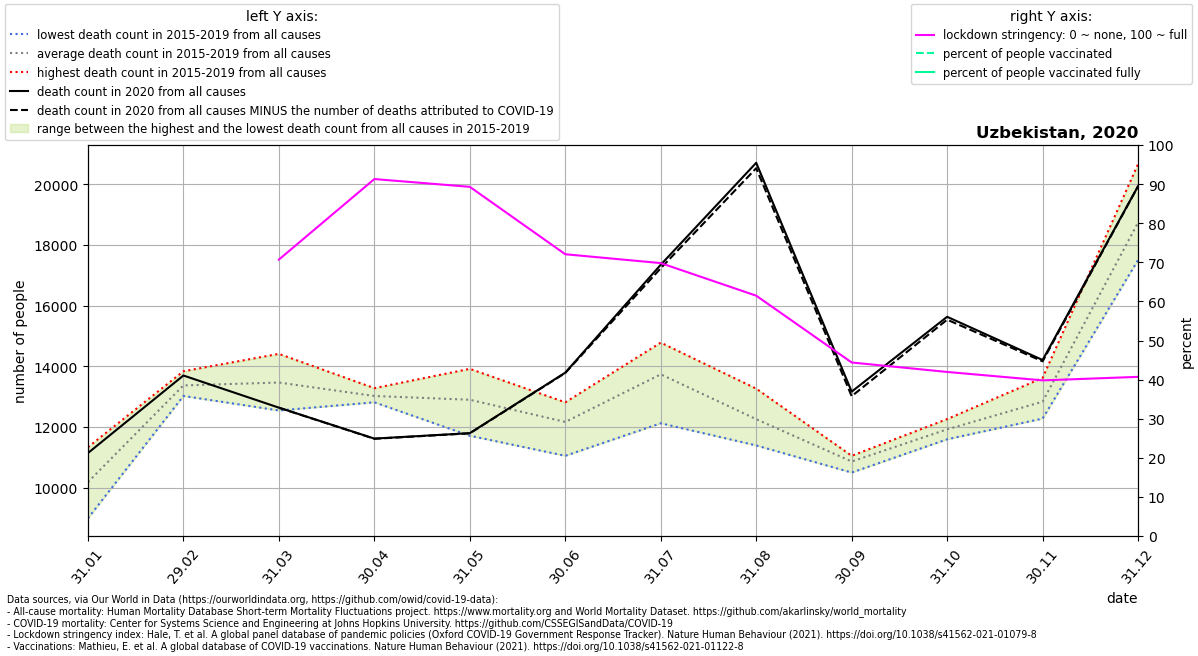 left Y axis:
lowest death count in 2015-2019 from all causes
average death count in 2015-2019 from all causes
highest death count in 2015-2019 from all causes
death count in 2020 from all causes
death count in 2020 from all causes MINUS the number of deaths attributed to COVID-19
range between the highest and the lowest death count from all causes in 2015-2019
right Y axis:
lockdown stringency: 0 ~ none, 100 ~ full
percent of people vaccinated
percent of people vaccinated fully
Uzbekistan, 2020
number of people
20000
18000
16000
14000
12000
10000
100
90
80
70
60
50
40
30
20
10
0
percent
31.01
29.02
31.03
30.04
31.05
30.06
31.07
31.08
30.09
31.10
30.11
31.12
date
Data sources, via Our World in Data (https://ourworldindata.org, https://github.com/owid/covid-19-data):
- All-cause mortality: Human Mortality Database Short-term Mortality Fluctuations project. https://www.mortality.org and World Mortality Dataset. https://github.com/akarlinsky/world_mortality
- COVID-19 mortality: Center for Systems Science and Engineering at Johns Hopkins University. https://github.com/CSSEGISandData/COVID-19
- Lockdown stringency index: Hale, T. et al. A global panel database of pandemic policies (Oxford COVID-19 Government Response Tracker). Nature Human Behaviour (2021). https://doi.org/10.1038/s41562-021-01079-8
- Vaccinations: Mathieu, E. et al. A global database of COVID-19 vaccinations. Nature Human Behaviour (2021). https://doi.org/10.1038/s41562-021-01122-8